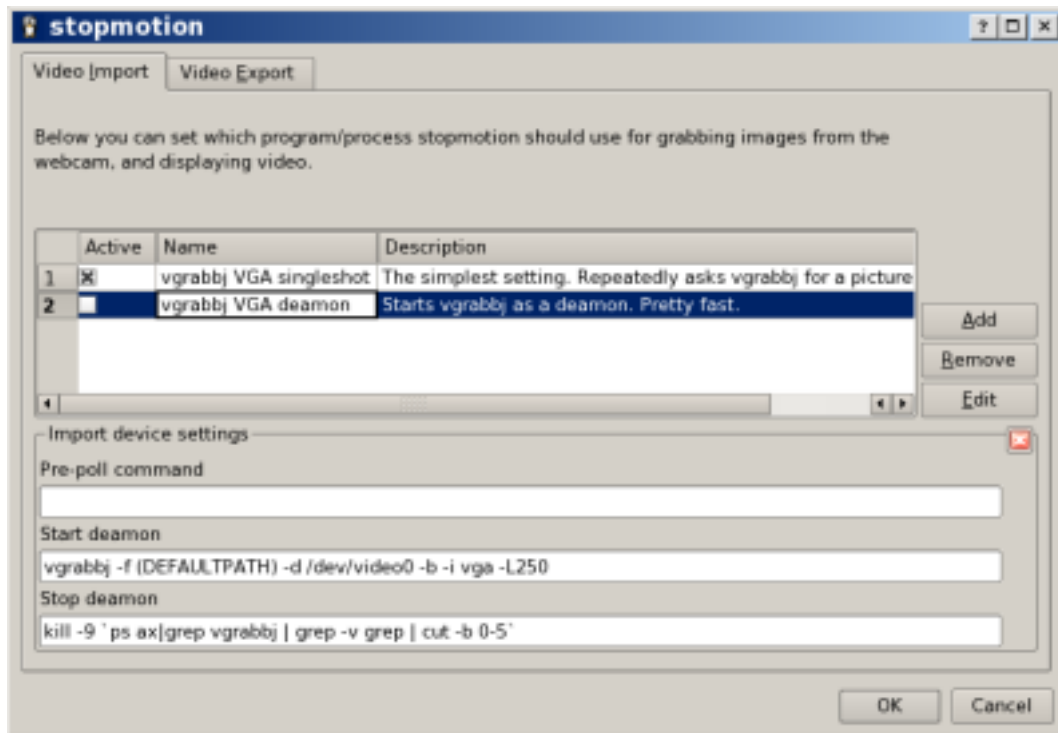 stopmotion
Video Import Video Export
Below you can set which program/process stopmotion should use for grabbing images from the
webcam, and displaying video.
Active Name Description
1 vgrabbj VGA singleshot The simplest setting. Repeatedly asks vgrabbj for a picture
2 vgrabbj VGA deamon Starts vgrabbj as a deamon. Pretty fast.
Add
Remove
Edit
Import device settings
Pre-poll command
Start deamon
vgrabbj -f (DEFAULTPATH) -d /dev/video0 -b -i vga -L250
Stop deamon
kill -9 `ps ax|grep vgrabbj | grep -v grep | cut -b 0-5`
OK Cancel